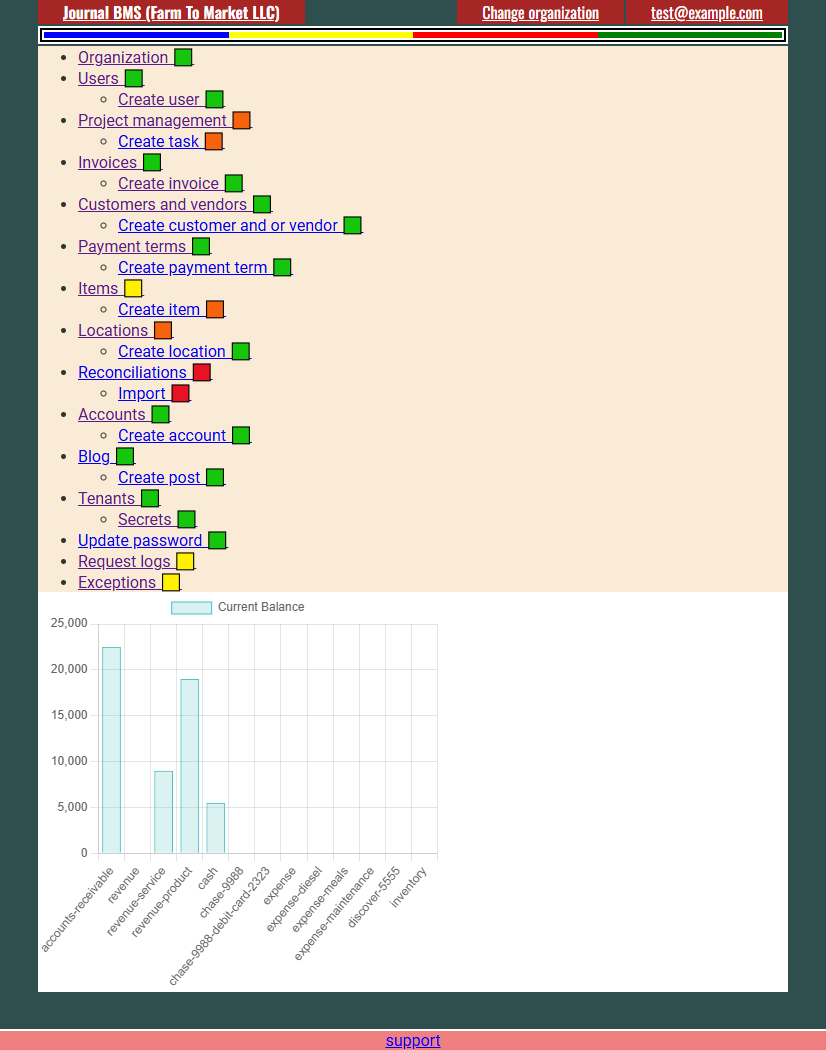 Journal BMS (Farm To Market LLC) Change organization test@example.com
Organization
Users
Create user
Project management
Create task
Invoices
Create invoice
Customers and vendors
Create customer and or vendor
Payment terms
Create payment term
Items
Create item
Locations
Create location
Reconciliations
Import
Accounts
Create account
Blog
Create post
Tenants
Secrets
Update password
Request logs
Exceptions
Current Balance
25,000
20,000
15,000
10,000
5,000
0
accounts-receivable
revenue
revenue-service
revenue-product
cash
chase-9988
chase-9988-debit-card-2323
expense
expense-diesel
expense-meals
expense-maintenance
discover-5555
inventory
support